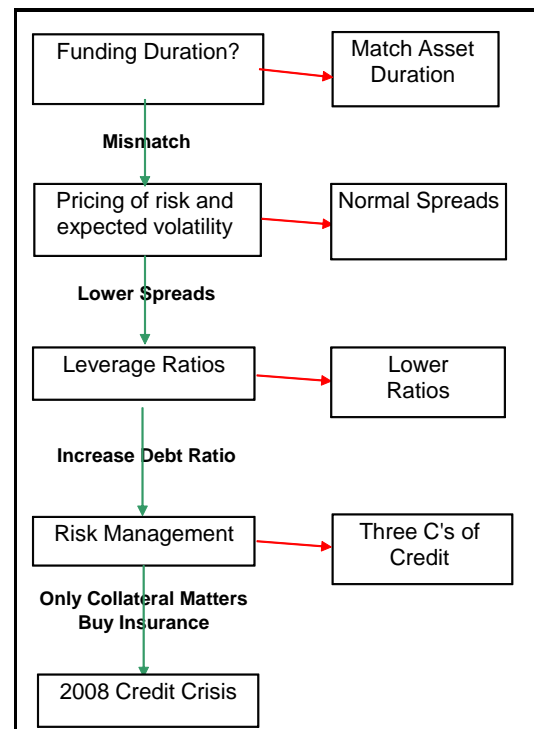 Funding Duration?
Match Asset
Duration
Mismatch
Pricing of risk and
expected volatility
Normal Spreads
Lower Spreads
Leverage Ratios
Lower
Ratios
Increase Debt Ratio
Risk Management
Three C's of
Credit
Only Collateral Matters
Buy Insurance
2008 Credit Crisis